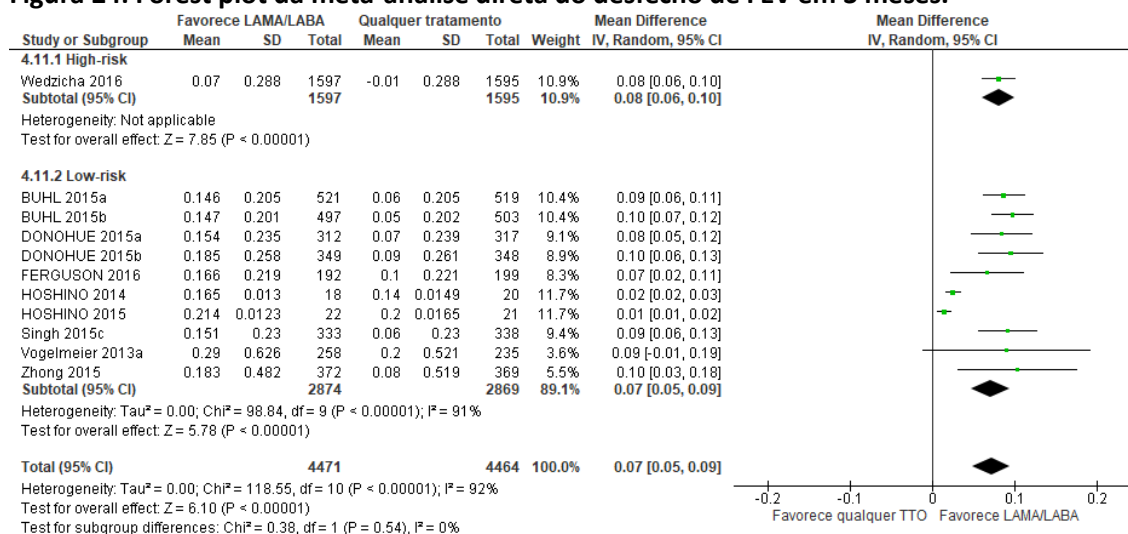 Figura 24. Forest plot da meta-análise direta do desfecho de FEV em 3 meses.
Favorece LAMA/LABA Qualquer tratamento Mean Difference Mean Difference
Study or Subgroup Mean SD Total Mean SD Total Weight IV, Random, 95% CI IV, Random, 95% CI
4.11.1 High-risk
Wedzicha 2016 0.07 0.288 1597 -0.01 0.288 1595 10.9% 0.08 [0.06, 0.10]
Subtotal (95% CI) 1597 1595 10.9% 0.08 [0.06, 0.10]
Heterogeneity: Not applicable
Test for overall effect: Z = 7.85 (P < 0.00001)
4.11.2 Low-risk
BUHL 2015a 0.146 0.205 521 0.06 0.205 519 10.4% 0.09 [0.06, 0.11]
BUHL 2015b 0.147 0.201 497 0.05 0.202 503 10.4% 0.10 [0.07, 0.12]
DONOHUE 2015a 0.154 0.235 312 0.07 0.239 317 9.1% 0.08 [0.05, 0.12]
DONOHUE 2015b 0.185 0.258 349 0.09 0.261 348 8.9% 0.10 [0.06, 0.13]
FERGUSON 2016 0.166 0.219 192 0.1 0.221 199 8.3% 0.07 [0.02, 0.11]
HOSHINO 2014 0.165 0.013 18 0.14 0.0149 20 11.7% 0.02 [0.02, 0.03]
HOSHINO 2015 0.214 0.0123 22 0.2 0.0165 21 11.7% 0.01 [0.01, 0.02]
Singh 2015c 0.151 0.23 333 0.06 0.23 338 9.4% 0.09 [0.06, 0.13]
Vogelmeier 2013a 0.29 0.626 258 0.2 0.521 235 3.6% 0.09 [-0.01, 0.19]
Zhong 2015 0.183 0.482 372 0.08 0.519 369 5.5% 0.10 [0.03, 0.18]
Subtotal (95% CI) 2874 2869 89.1% 0.07 [0.05, 0.09]
Heterogeneity: Tau² = 0.00; Chi² = 98.84, df = 9 (P < 0.00001); I² = 91%
Test for overall effect: Z = 5.78 (P < 0.00001)
Total (95% CI) 4471 4464 100.0% 0.07 [0.05, 0.09]
Heterogeneity: Tau² = 0.00; Chi² = 118.55, df = 10 (P < 0.00001); I² = 92%
Test for overall effect: Z = 6.10 (P < 0.00001)
Test for subgroup differences: Chi² = 0.38, df = 1 (P = 0.54), I² = 0%
-0.2 -0.1 0 0.1 0.2
Favorece qualquer TTO Favorece LAMA/LABA